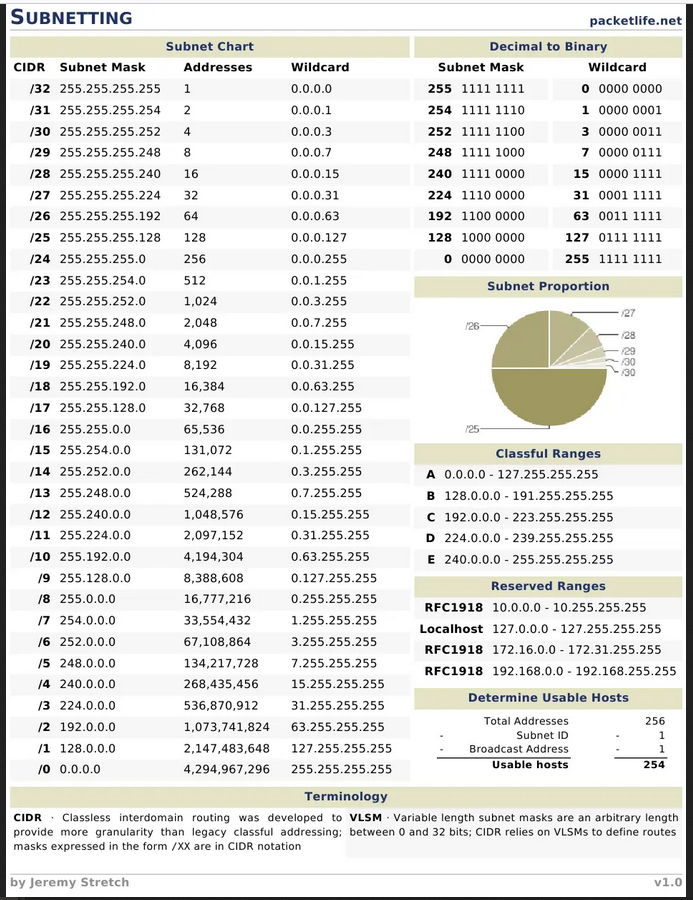 SUBNETTING
packetlife.net
Subnet Chart
CIDR Subnet Mask Addresses Wildcard
/32 255.255.255.255 1 0.0.0.0
/31 255.255.255.254 2 0.0.0.1
/30 255.255.255.252 4 0.0.0.3
/29 255.255.255.248 8 0.0.0.7
/28 255.255.255.240 16 0.0.0.15
/27 255.255.255.224 32 0.0.0.31
/26 255.255.255.192 64 0.0.0.63
/25 255.255.255.128 128 0.0.0.127
/24 255.255.255.0 256 0.0.0.255
/23 255.255.254.0 512 0.0.1.255
/22 255.255.252.0 1,024 0.0.3.255
/21 255.255.248.0 2,048 0.0.7.255
/20 255.255.240.0 4,096 0.0.15.255
/19 255.255.224.0 8,192 0.0.31.255
/18 255.255.192.0 16,384 0.0.63.255
/17 255.255.128.0 32,768 0.0.127.255
/16 255.255.0.0 65,536 0.0.255.255
/15 255.254.0.0 131,072 0.1.255.255
/14 255.252.0.0 262,144 0.3.255.255
/13 255.248.0.0 524,288 0.7.255.255
/12 255.240.0.0 1,048,576 0.15.255.255
/11 255.224.0.0 2,097,152 0.31.255.255
/10 255.192.0.0 4,194,304 0.63.255.255
/9 255.128.0.0 8,388,608 0.127.255.255
/8 255.0.0.0 16,777,216 0.255.255.255
/7 254.0.0.0 33,554,432 1.255.255.255
/6 252.0.0.0 67,108,864 3.255.255.255
/5 248.0.0.0 134,217,728 7.255.255.255
/4 240.0.0.0 268,435,456 15.255.255.255
/3 224.0.0.0 536,870,912 31.255.255.255
/2 192.0.0.0 1,073,741,824 63.255.255.255
/1 128.0.0.0 2,147,483,648 127.255.255.255
/0 0.0.0.0 4,294,967,296 255.255.255.255
Decimal to Binary
Subnet Mask Wildcard
255 1111 1111 0 0000 0000
254 1111 1110 1 0000 0001
252 1111 1100 3 0000 0011
248 1111 1000 7 0000 0111
240 1111 0000 15 0000 1111
224 1110 0000 31 0001 1111
192 1100 0000 63 0011 1111
128 1000 0000 127 0111 1111
0 0000 0000 255 1111 1111
Subnet Proportion
/27
/26
/28
/29
/30
/30
/25
Classful Ranges
A 0.0.0.0 - 127.255.255.255
B 128.0.0.0 - 191.255.255.255
C 192.0.0.0 - 223.255.255.255
D 224.0.0.0 - 239.255.255.255
E 240.0.0.0 - 255.255.255.255
Reserved Ranges
RFC1918 10.0.0.0 - 10.255.255.255
Localhost 127.0.0.0 - 127.255.255.255
RFC1918 172.16.0.0 - 172.31.255.255
RFC1918 192.168.0.0 - 192.168.255.255
Determine Usable Hosts
Total Addresses 256
- Subnet ID - 1
- Broadcast Address - 1
Usable hosts 254
Terminology
CIDR · Classless interdomain routing was developed to
provide more granularity than legacy classful addressing;
masks expressed in the form /XX are in CIDR notation
VLSM · Variable length subnet masks are an arbitrary length
between 0 and 32 bits; CIDR relies on VLSMs to define routes
by Jeremy Stretch
v1.0